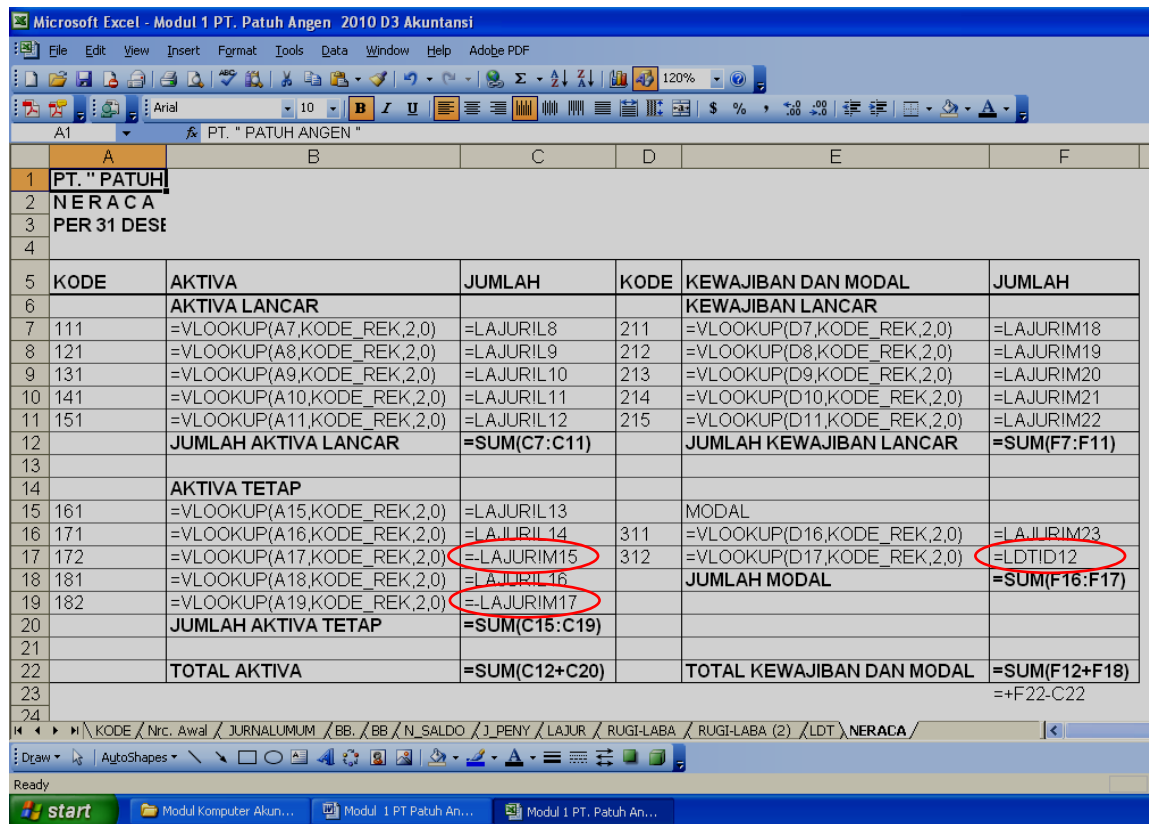 Microsoft Excel - Modul 1 PT. Patuh Angen 2010 D3 Akuntansi
File Edit View Insert Format Tools Data Window Help Adobe PDF
120%
Arial 10 B I U $ % ,
A1 fx PT. " PATUH ANGEN "
A B C D E F
1 PT. " PATUH
2 N E R A C A
3 PER 31 DESE
4
5 KODE AKTIVA JUMLAH KODE KEWAJIBAN DAN MODAL JUMLAH
6 AKTIVA LANCAR KEWAJIBAN LANCAR
7 111 =VLOOKUP(A7,KODE_REK,2,0) =LAJUR!L8 211 =VLOOKUP(D7,KODE_REK,2,0) =LAJUR!M18
8 121 =VLOOKUP(A8,KODE_REK,2,0) =LAJUR!L9 212 =VLOOKUP(D8,KODE_REK,2,0) =LAJUR!M19
9 131 =VLOOKUP(A9,KODE_REK,2,0) =LAJUR!L10 213 =VLOOKUP(D9,KODE_REK,2,0) =LAJUR!M20
10 141 =VLOOKUP(A10,KODE_REK,2,0) =LAJUR!L11 214 =VLOOKUP(D10,KODE_REK,2,0) =LAJUR!M21
11 151 =VLOOKUP(A11,KODE_REK,2,0) =LAJUR!L12 215 =VLOOKUP(D11,KODE_REK,2,0) =LAJUR!M22
12 JUMLAH AKTIVA LANCAR =SUM(C7:C11) JUMLAH KEWAJIBAN LANCAR =SUM(F7:F11)
13
14 AKTIVA TETAP
15 161 =VLOOKUP(A15,KODE_REK,2,0) =LAJUR!L13 MODAL
16 171 =VLOOKUP(A16,KODE_REK,2,0) =LAJUR!L14 311 =VLOOKUP(D16,KODE_REK,2,0) =LAJUR!M23
17 172 =VLOOKUP(A17,KODE_REK,2,0) =-LAJUR!M15 312 =VLOOKUP(D17,KODE_REK,2,0) =LDT!D12
18 181 =VLOOKUP(A18,KODE_REK,2,0) =LAJUR!L16 JUMLAH MODAL =SUM(F16:F17)
19 182 =VLOOKUP(A19,KODE_REK,2,0) =-LAJUR!M17
20 JUMLAH AKTIVA TETAP =SUM(C15:C19)
21
22 TOTAL AKTIVA =SUM(C12+C20) TOTAL KEWAJIBAN DAN MODAL =SUM(F12+F18)
23 =+F22-C22
24
KODE / Nrc. Awal / JURNALUMUM / BB. / BB / N_SALDO / J_PENY / LAJUR / RUGI-LABA / RUGI-LABA (2) / LDT \ NERACA /
Draw AutoShapes
Ready
start Modul Komputer Akun... Modul 1 PT Patuh An... Modul 1 PT. Patuh An...